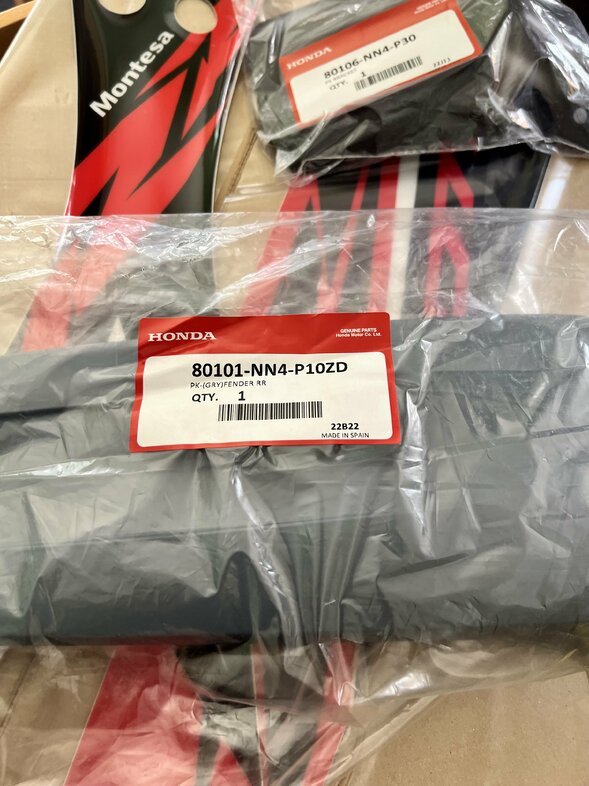 Montesa
HONDA
80106-NN4-P30
QTY. 1
22J13
HONDA
GENUINE PARTS
Honda Motor Co. Ltd.
80101-NN4-P10ZD
PK-(GRY)FENDER RR
QTY. 1
22B22
MADE IN SPAIN